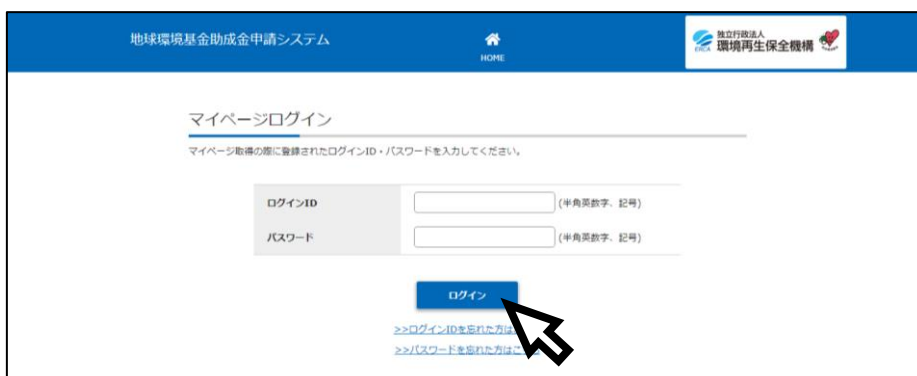 地球環境基金助成金申請システム
HOME
ERCA
独立行政法人
環境再生保全機構
マイページログイン
マイページ取得の際に登録されたログインID・パスワードを入力してください。
ログインID
(半角英数字、記号)
パスワード
(半角英数字、記号)
ログイン
>>ログインIDを忘れた方は
>>パスワードを忘れた方はこ